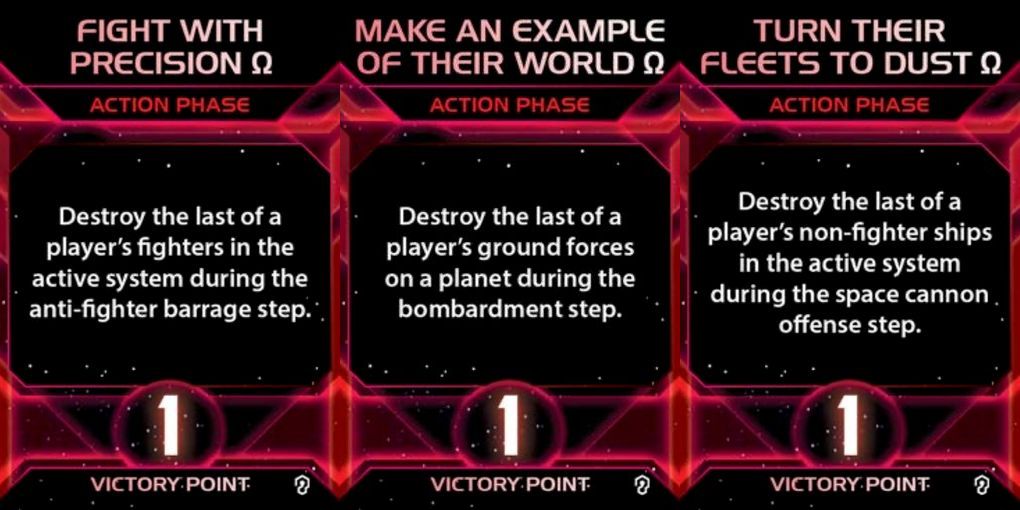 FIGHT WITH
PRECISION Ω
ACTION PHASE
Destroy the last of a
player’s fighters in the
active system during the
anti-fighter barrage step.
1
VICTORY POINT
MAKE AN EXAMPLE
OF THEIR WORLD Ω
ACTION PHASE
Destroy the last of a
player’s ground forces
on a planet during the
bombardment step.
1
VICTORY POINT
TURN THEIR
FLEETS TO DUST Ω
ACTION PHASE
Destroy the last of a
player’s non-fighter ships
in the active system
during the space cannon
offense step.
1
VICTORY POINT